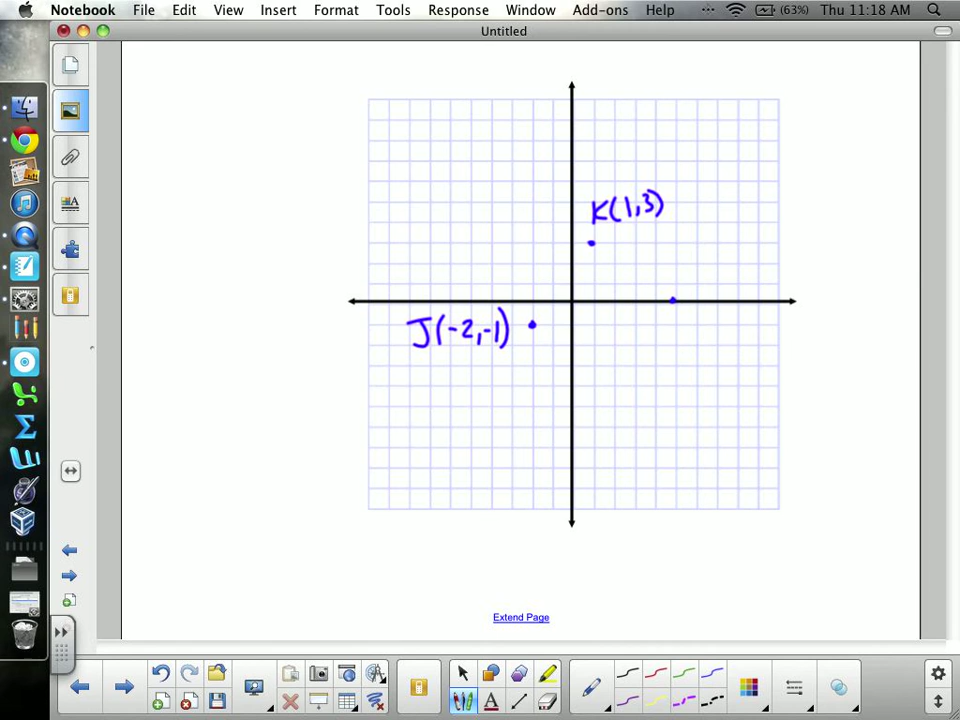 Notebook File Edit View Insert Format Tools Response Window Add-ons Help (63%) Thu 11:18 AM
Untitled
K(1,3)
J(-2,-1)
Extend Page